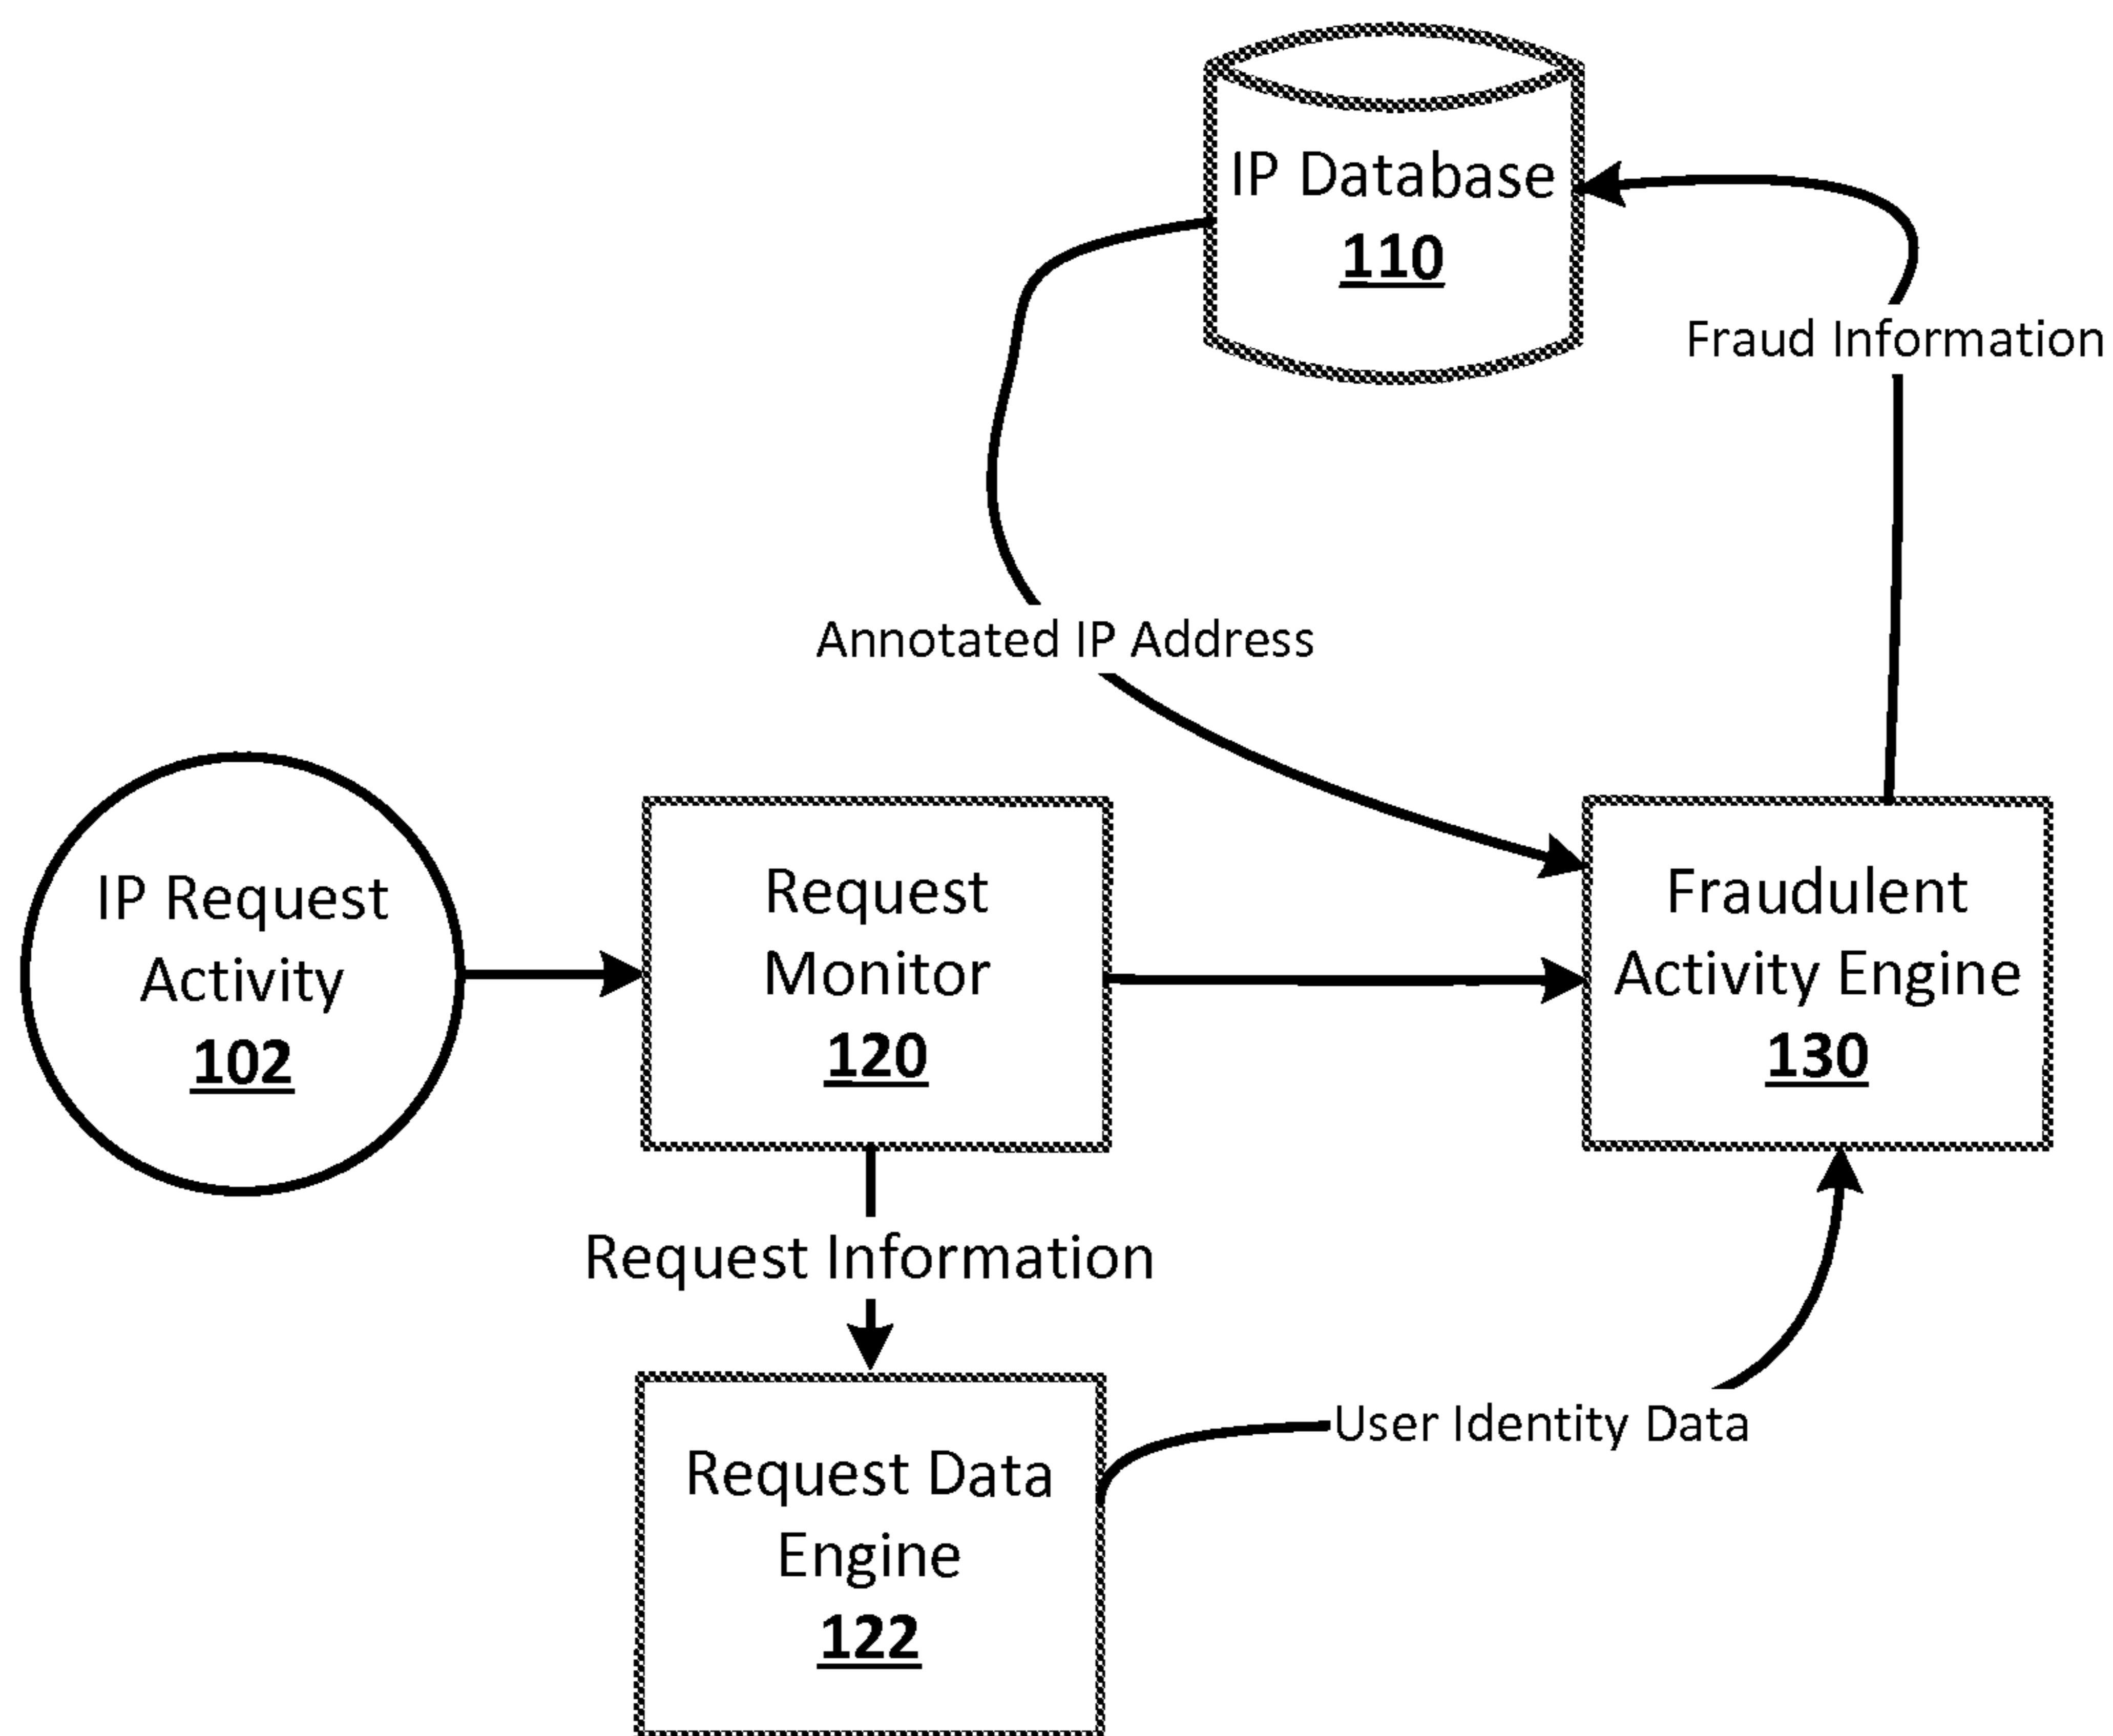 IP Database
110
Fraud Information
Annotated IP Address
IP Request
Activity
102
Request
Monitor
120
Fraudulent
Activity Engine
130
Request Information
User Identity Data
Request Data
Engine
122